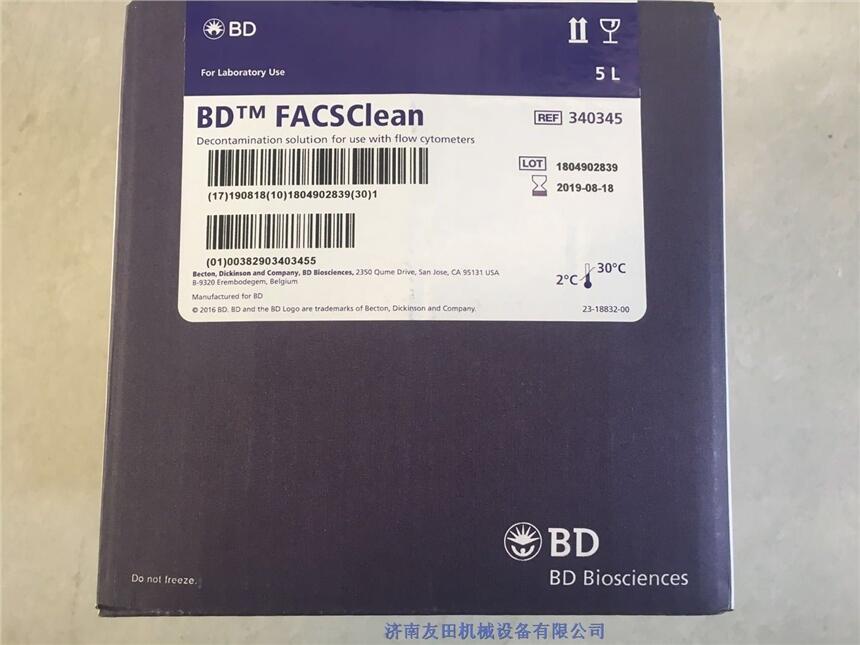 BD
For Laboratory Use
5 L
BD™ FACSClean
REF 340345
Decontamination solution for use with flow cytometers
LOT 1804902839
(17)190818(10)1804902839(30)1
2019-08-18
(01)00382903403455
Becton, Dickinson and Company, BD Biosciences, 2350 Qume Drive, San Jose, CA 95131 USA
B-9320 Erembodegem, Belgium
2°C 30°C
Manufactured for BD
© 2016 BD. BD and the BD Logo are trademarks of Becton, Dickinson and Company.
23-18832-00
BD
BD Biosciences
Do not freeze.
济南友田机械设备有限公司